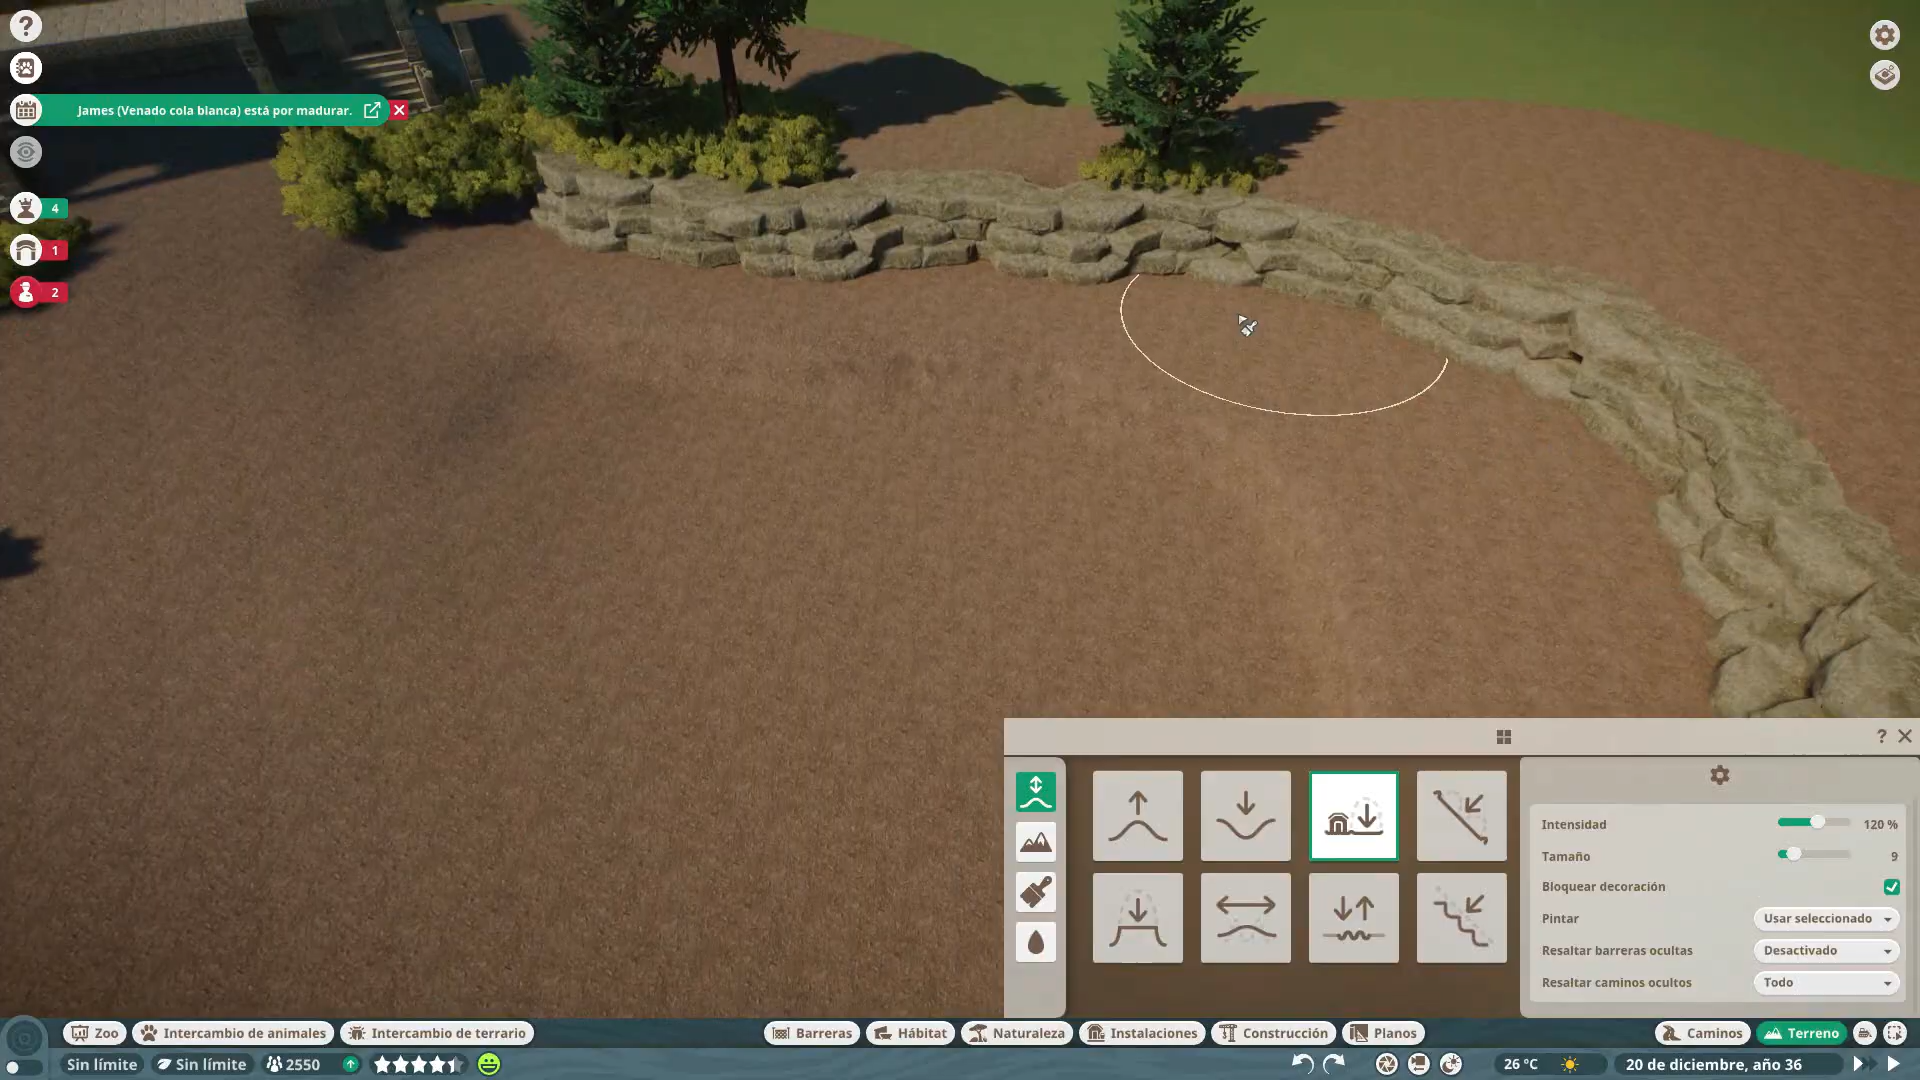 ?
James (Venado cola blanca) está por madurar.
4
1
2
?
Intensidad 120 %
Tamaño 9
Bloquear decoración
Pintar Usar seleccionado
Resaltar barreras ocultas Desactivado
Resaltar caminos ocultos Todo
Zoo Intercambio de animales Intercambio de terrario Barreras Hábitat Naturaleza Instalaciones Construcción Planos Caminos Terreno
Sin límite Sin límite 2550 26 °C 20 de diciembre, año 36